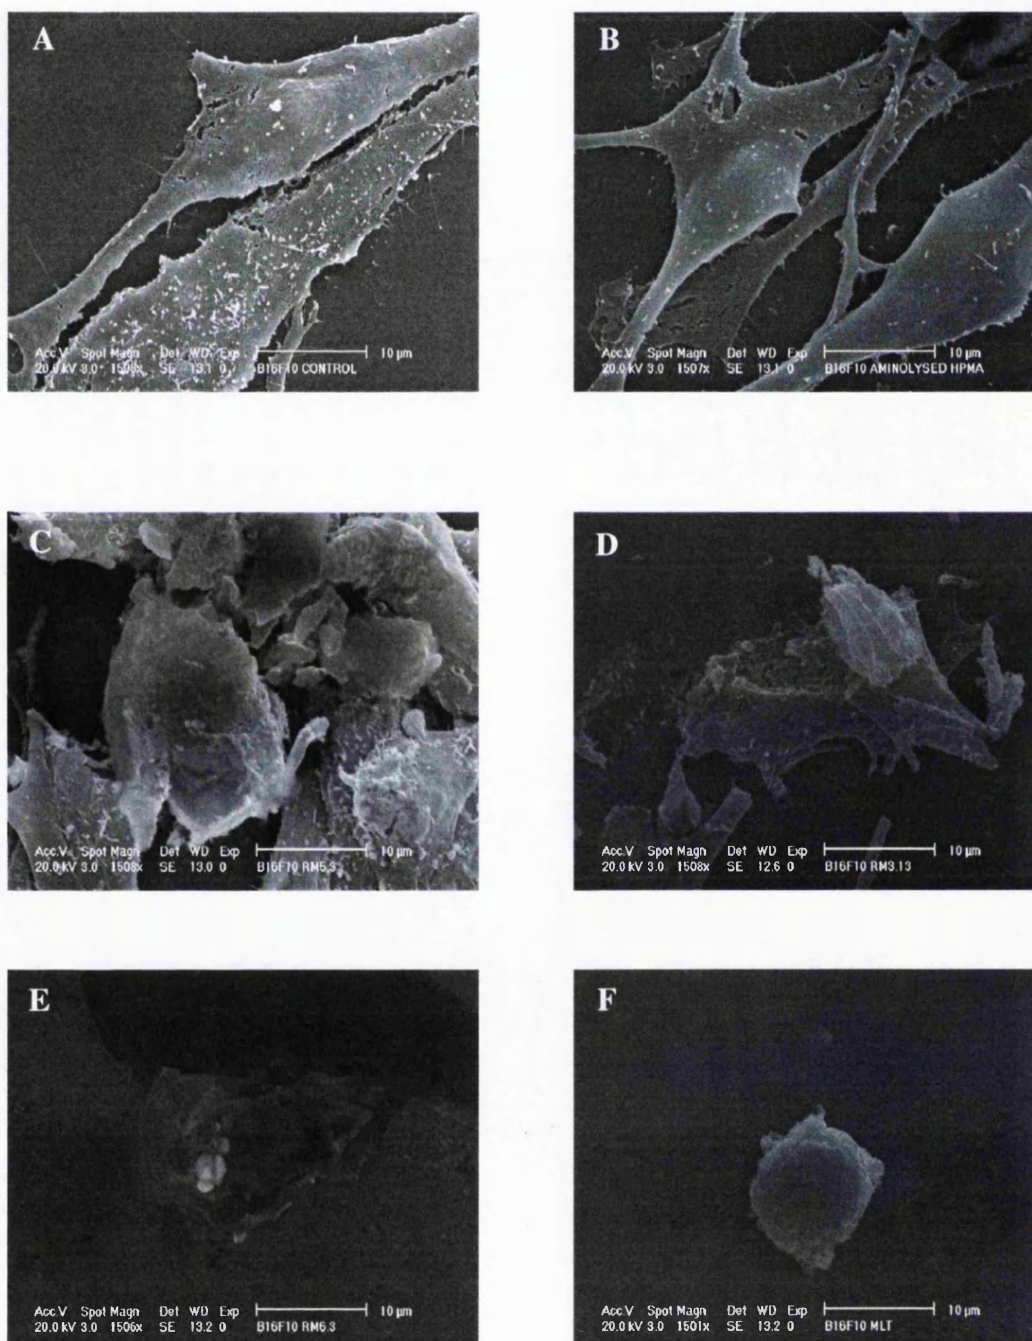 A
Acc.V Spot Magn Det WD Exp 10 µm
20.0 kV 3.0 1508x SE 13.1 0 B16F10 CONTROL
B
Acc.V Spot Magn Det WD Exp 10 µm
20.0 kV 3.0 1507x SE 13.1 0 B16F10 AMINOLYSED HPMA
C
Acc.V Spot Magn Det WD Exp 10 µm
20.0 kV 3.0 1508x SE 13.0 0 B16F10 RM5.3
D
Acc.V Spot Magn Det WD Exp 10 µm
20.0 kV 3.0 1508x SE 12.6 0 B16F10 RM3.13
E
Acc.V Spot Magn Det WD Exp 10 µm
20.0 kV 3.0 1506x SE 13.2 0 B16F10 RM6.3
F
Acc.V Spot Magn Det WD Exp 10 µm
20.0 kV 3.0 1501x SE 13.2 0 B16F10 MLT